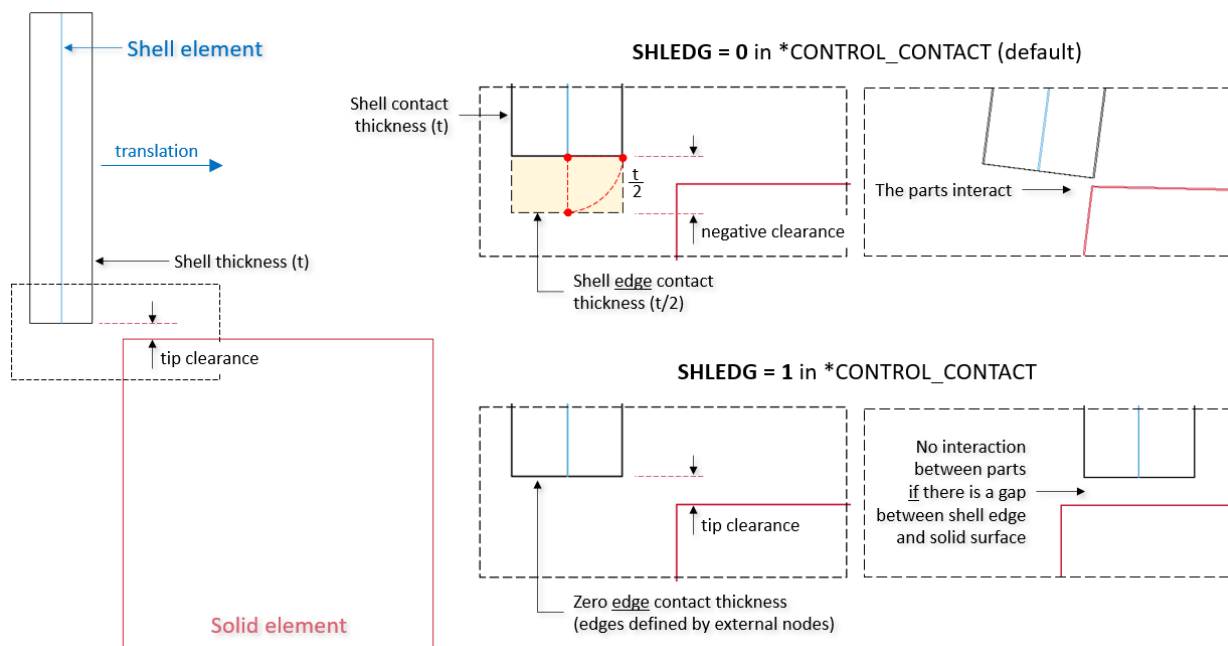 Shell element
translation
Shell thickness (t)
tip clearance
Solid element
SHLEDG = 0 in *CONTROL_CONTACT (default)
Shell contact
thickness (t)
t
2
negative clearance
Shell edge contact
thickness (t/2)
The parts interact
SHLEDG = 1 in *CONTROL_CONTACT
tip clearance
Zero edge contact thickness
(edges defined by external nodes)
No interaction
between parts
if there is a gap
between shell edge
and solid surface